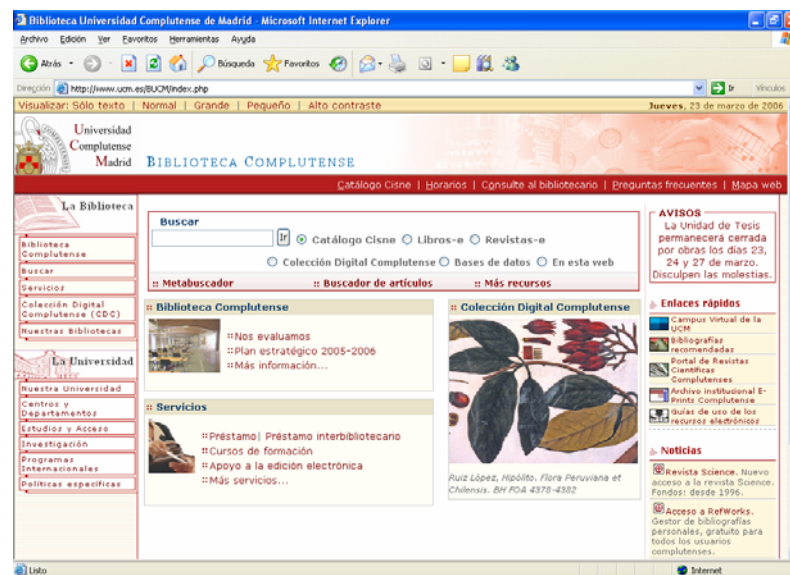 Biblioteca Universidad Complutense de Madrid - Microsoft Internet Explorer
Archivo Edición Ver Favoritos Herramientas Ayuda
Atrás Búsqueda Favoritos
Dirección http://www.ucm.es/BUCM/index.php Ir Vínculos
Visualizar: Sólo texto | Normal | Grande | Pequeño | Alto contraste Jueves, 23 de marzo de 2006
Universidad
Complutense
Madrid
BIBLIOTECA COMPLUTENSE
Catálogo Cisne | Horarios | Consulte al bibliotecario | Preguntas frecuentes | Mapa web
La Biblioteca
Biblioteca
Complutense
Buscar
Servicios
Colección Digital
Complutense (CDC)
Nuestras Bibliotecas
La Universidad
Nuestra Universidad
Centros y
Departamentos
Estudios y Acceso
Investigación
Programas
Internacionales
Políticas específicas
Buscar
Ir Catálogo Cisne Libros-e Revistas-e
Colección Digital Complutense Bases de datos En esta web
:: Metabuscador :: Buscador de artículos :: Más recursos
:: Biblioteca Complutense
::Nos evaluamos
::Plan estratégico 2005-2006
::Más información...
:: Servicios
::Préstamo| Préstamo interbibliotecario
::Cursos de formación
::Apoyo a la edición electrónica
::Más servicios...
:: Colección Digital Complutense
Ruiz López, Hipólito. Flora Peruviana et
Chilensis. BH FOA 4378-4382
AVISOS
La Unidad de Tesis
permanecerá cerrada
por obras los días 23,
24 y 27 de marzo.
Disculpen las molestias.
Enlaces rápidos
Campus Virtual de la
UCM
Bibliografías
recomendadas
Portal de Revistas
Científicas
Complutenses
Archivo institucional E-
Prints Complutense
Guías de uso de los
recursos electrónicos
Noticias
Revista Science. Nuevo
acceso a la revista Science.
Fondos: desde 1996.
Acceso a RefWorks.
Gestor de bibliografías
personales, gratuito para
todos los usuarios
complutenses.
Listo Internet